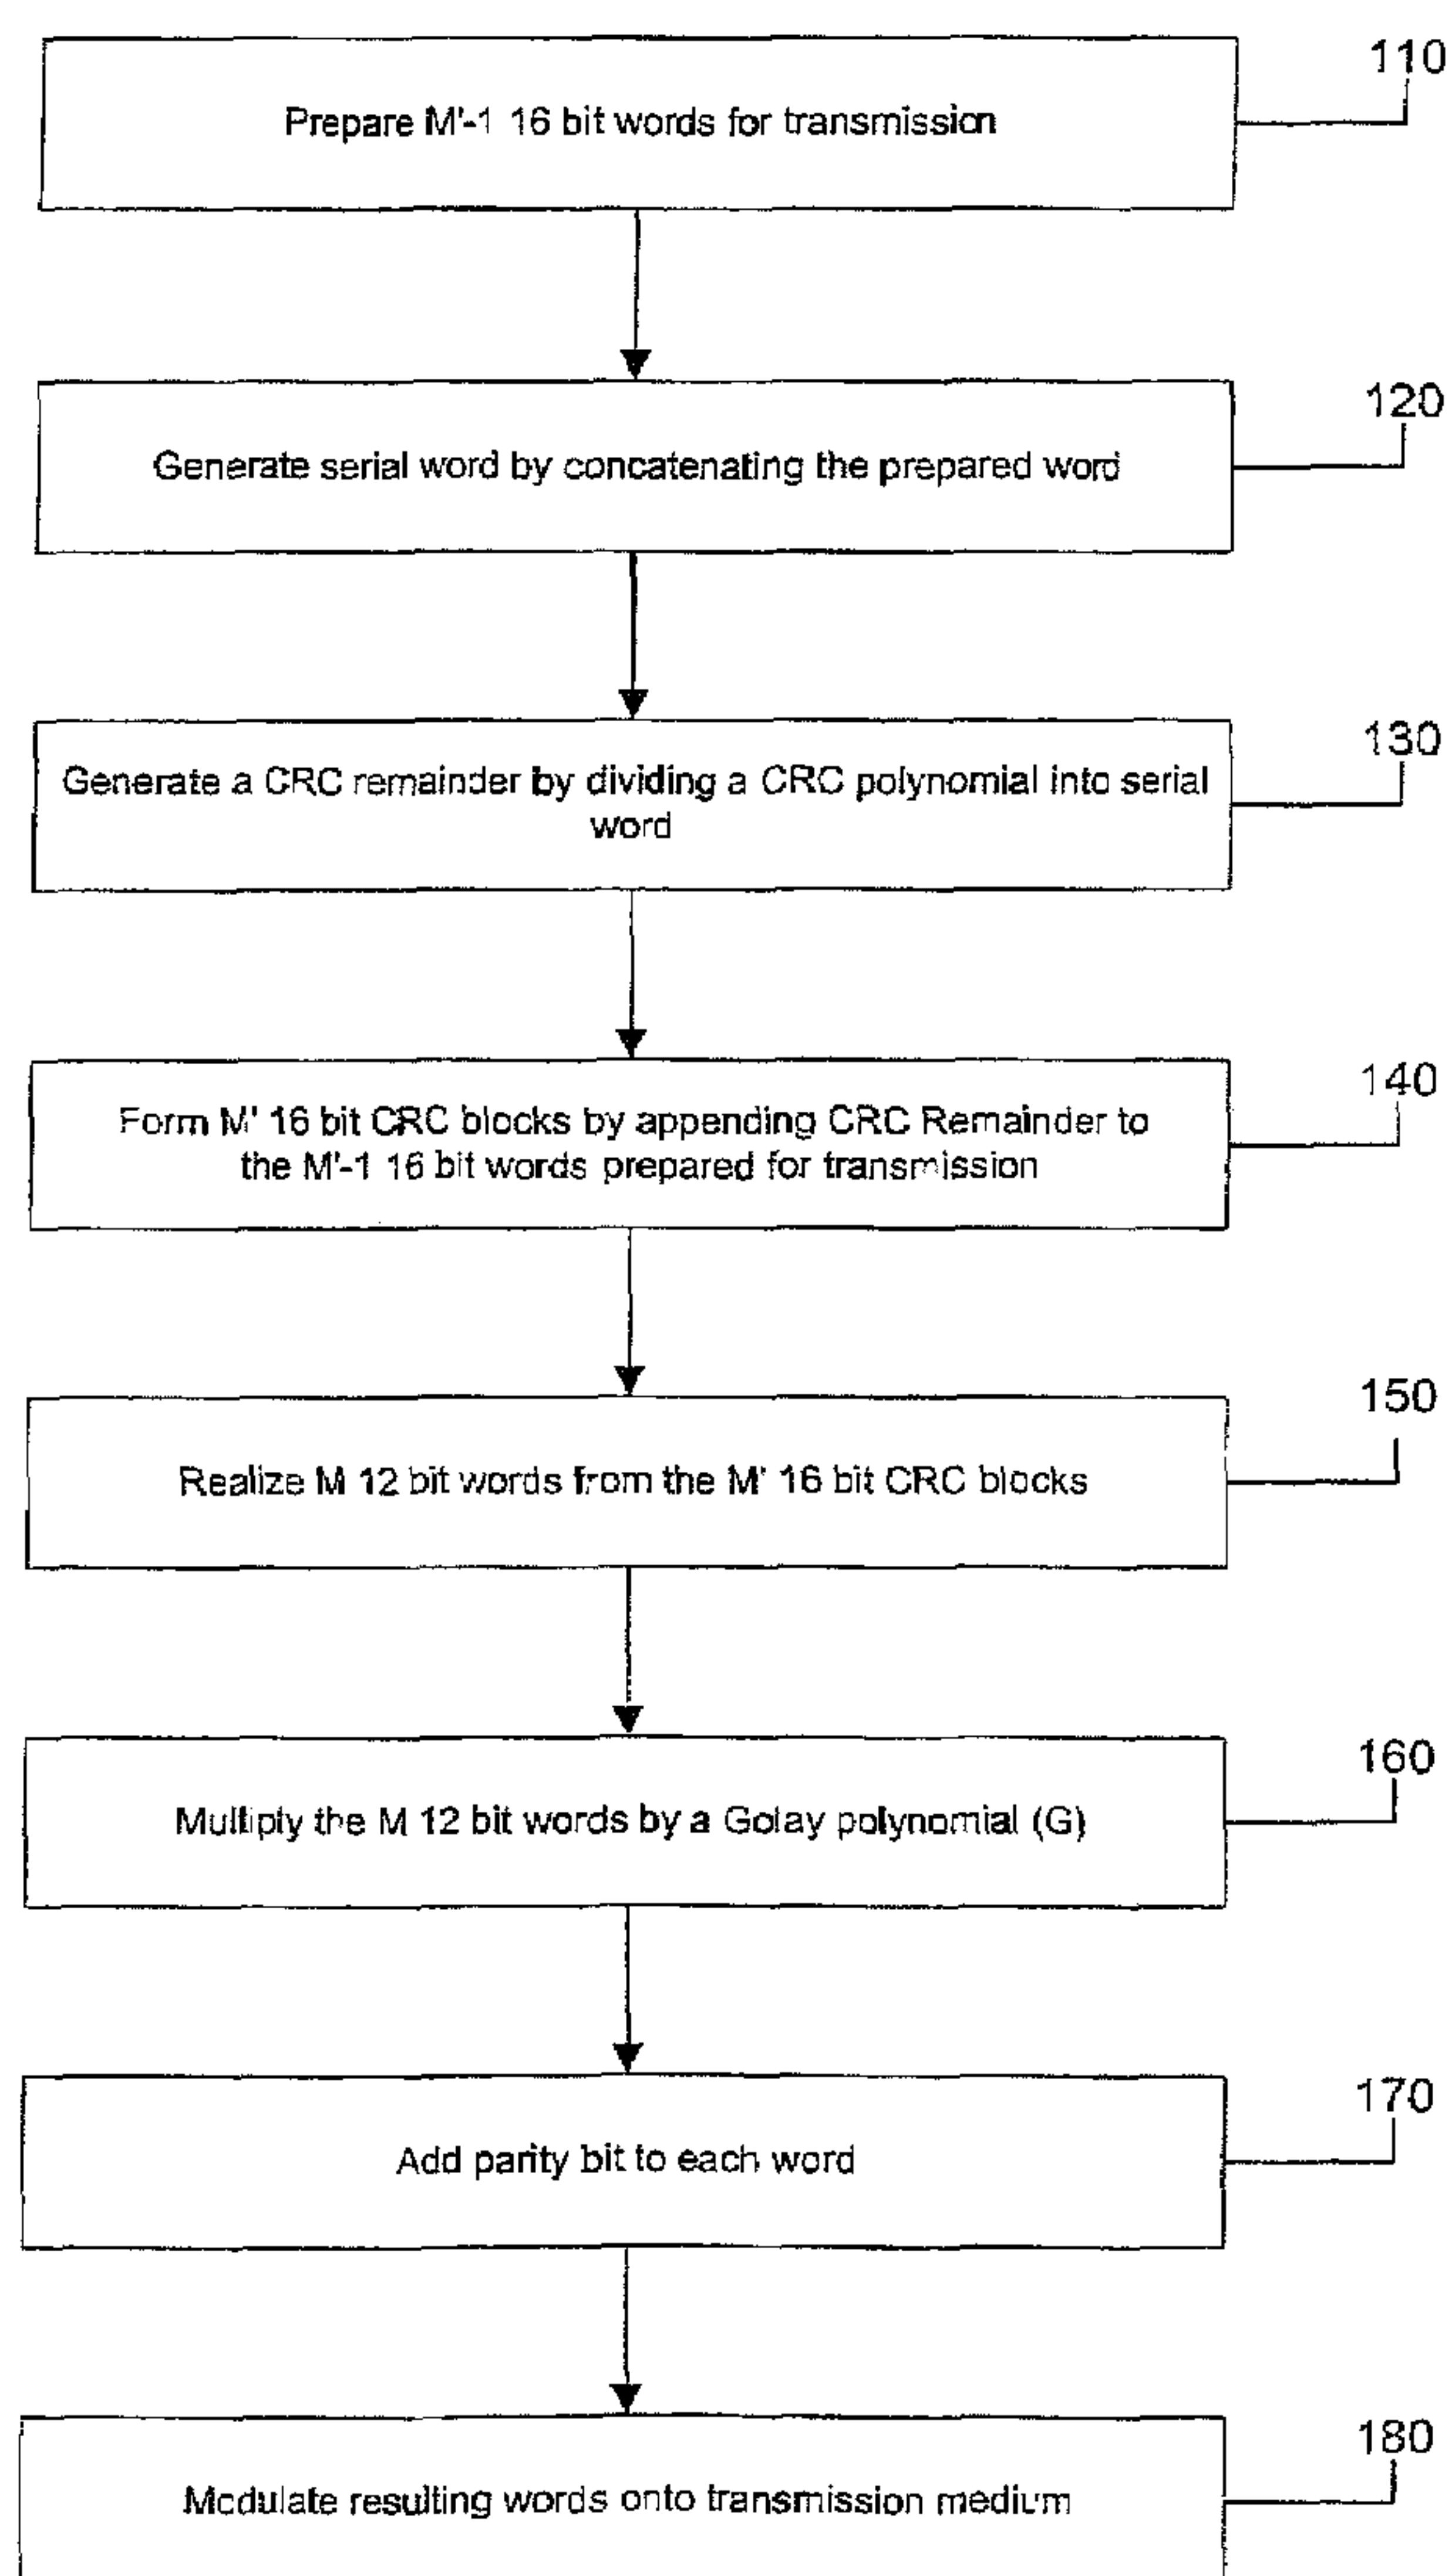 110
Prepare M'-1 16 bit words for transmission
120
Generate serial word by concatenating the prepared word
130
Generate a CRC remainder by dividing a CRC polynomial into serial
word
140
Form M' 16 bit CRC blocks by appending CRC Remainder to
the M'-1 16 bit words prepared for transmission
150
Realize M 12 bit words from the M' 16 bit CRC blocks
160
Multiply the M 12 bit words by a Golay polynomial (G)
170
Add parity bit to each word
180
Modulate resulting words onto transmission medium